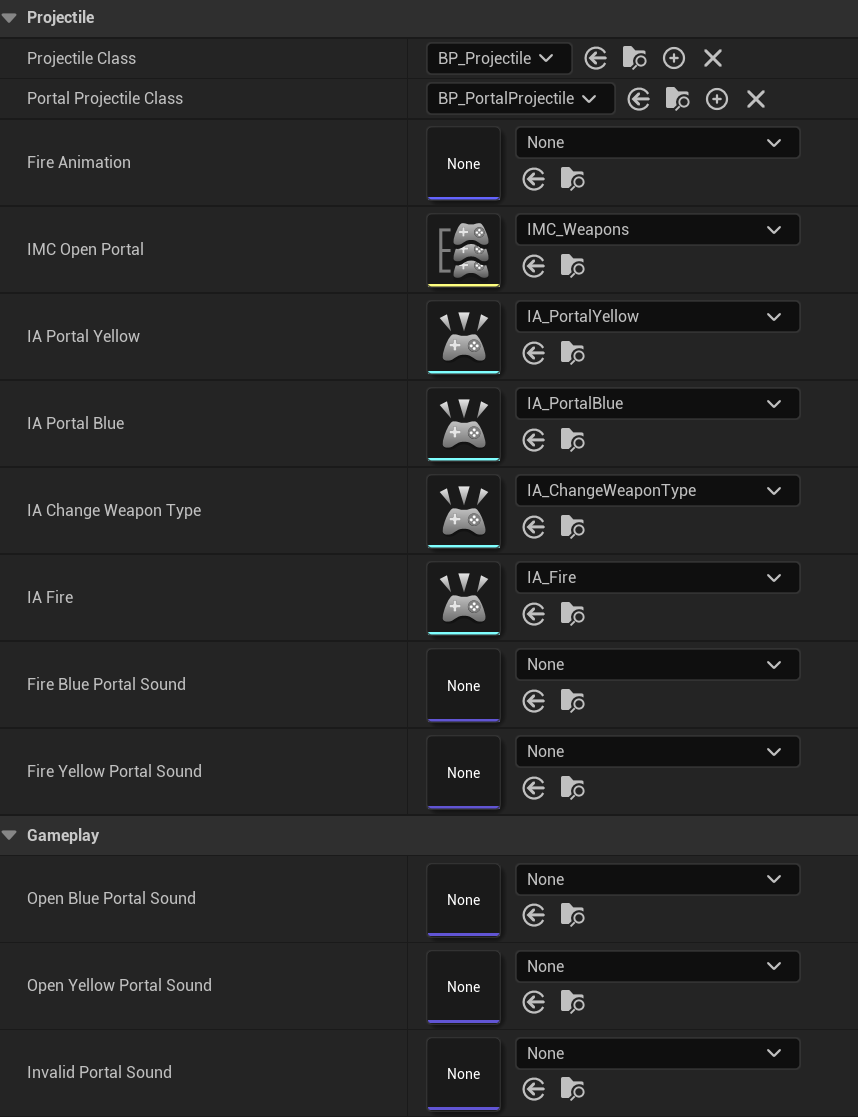 Projectile
Projectile Class BP_Projectile
Portal Projectile Class BP_PortalProjectile
Fire Animation None None
IMC Open Portal IMC_Weapons
IA Portal Yellow IA_PortalYellow
IA Portal Blue IA_PortalBlue
IA Change Weapon Type IA_ChangeWeaponType
IA Fire IA_Fire
Fire Blue Portal Sound None None
Fire Yellow Portal Sound None None
Gameplay
Open Blue Portal Sound None None
Open Yellow Portal Sound None None
Invalid Portal Sound None None